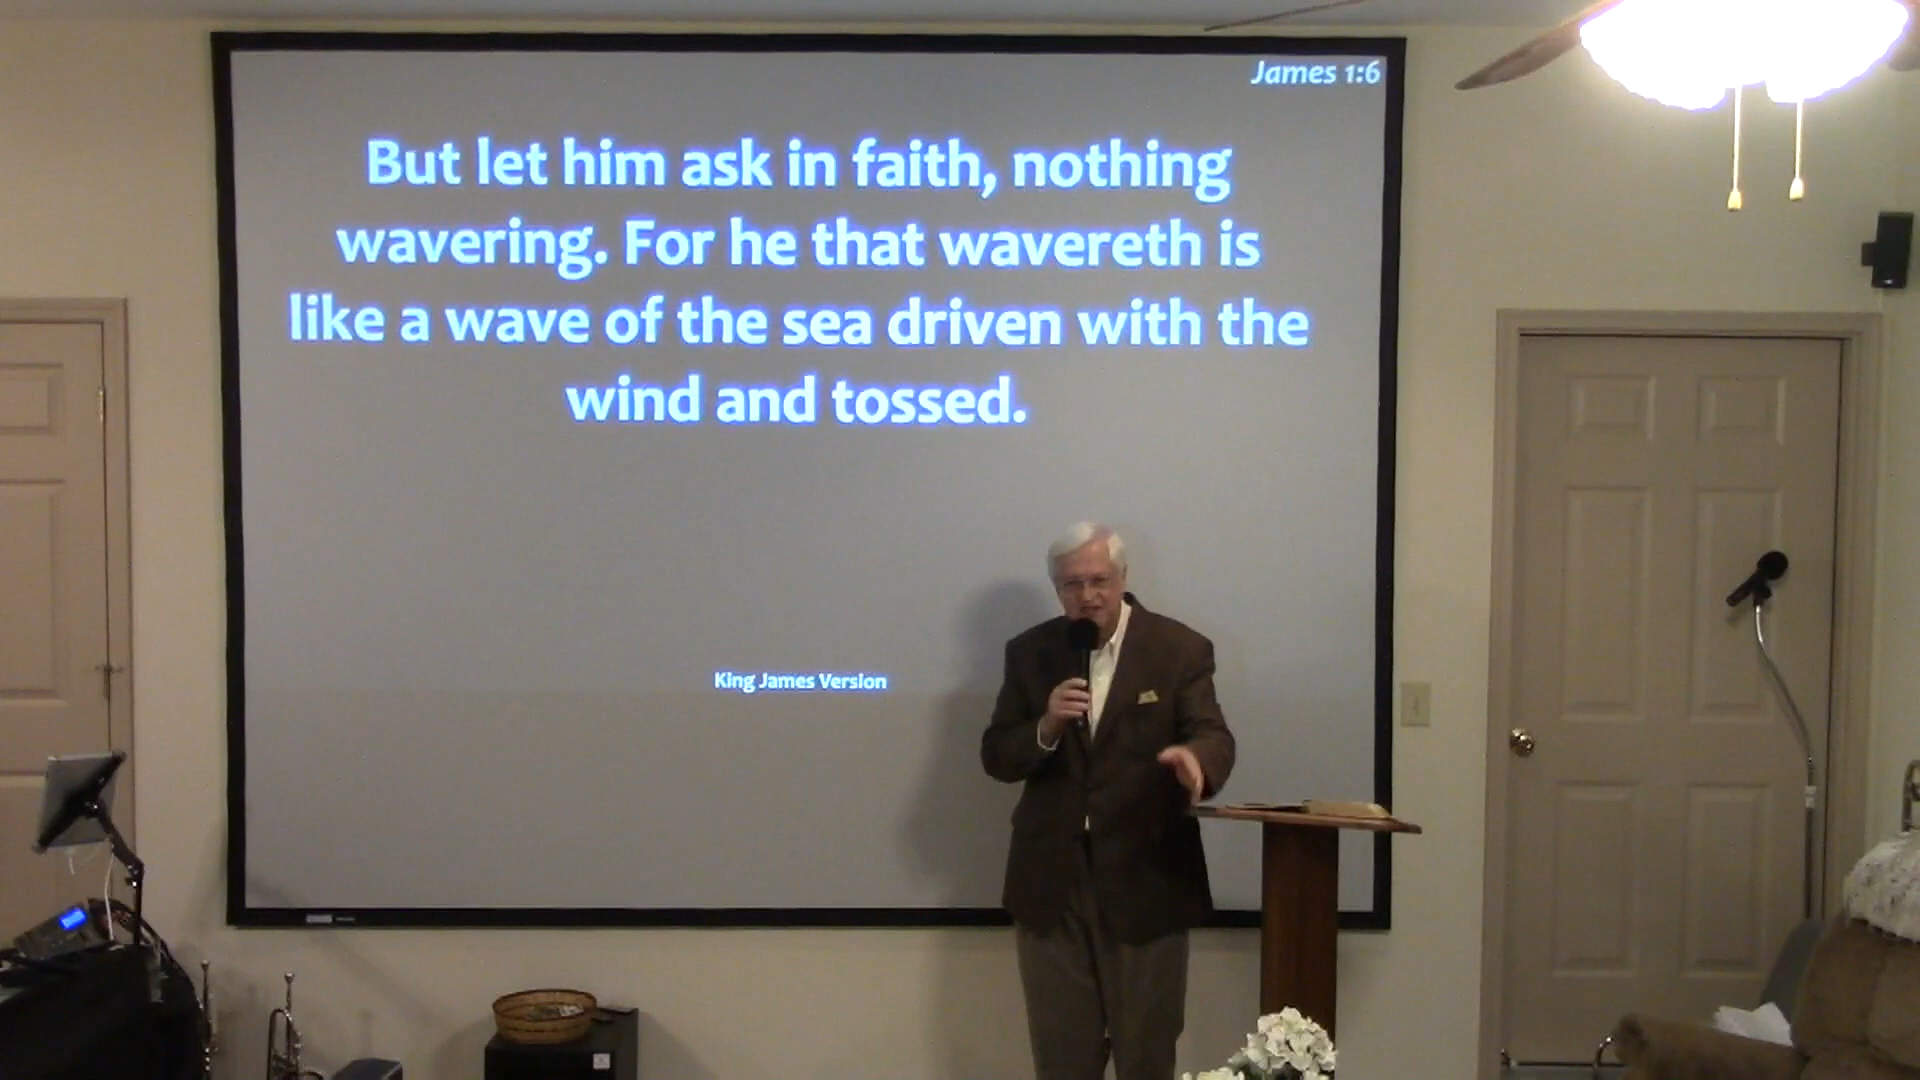 James 1:6
But let him ask in faith, nothing
wavering. For he that wavereth is
like a wave of the sea driven with the
wind and tossed.
King James Version